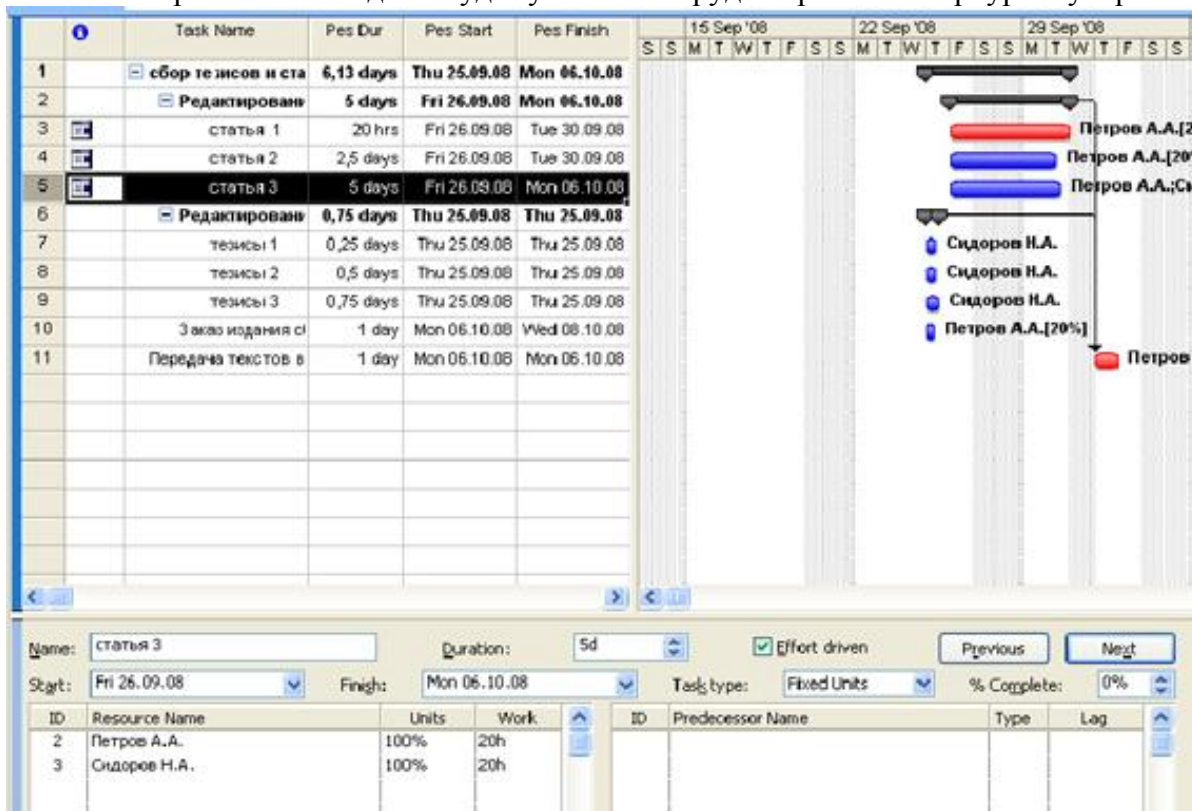 Task Name Pes Dur Pes Start Pes Finish 15 Sep '08 22 Sep '08 29 Sep '08
S S M T W T F S S M T W T F S S M T W T F S S
1 сбор тезисов и ста 6,13 days Thu 25.09.08 Mon 06.10.08
2 Редактировани 5 days Fri 26.09.08 Mon 06.10.08
3 статья 1 20 hrs Fri 26.09.08 Tue 30.09.08 Петров А.А.[2
4 статья 2 2,5 days Fri 26.09.08 Tue 30.09.08 Петров А.А.[20
5 статья 3 5 days Fri 26.09.08 Mon 06.10.08 Петров А.А.;Си
6 Редактировани 0,75 days Thu 25.09.08 Thu 25.09.08
7 тезисы 1 0,25 days Thu 25.09.08 Thu 25.09.08 Сидоров Н.А.
8 тезисы 2 0,5 days Thu 25.09.08 Thu 25.09.08 Сидоров Н.А.
9 тезисы 3 0,75 days Thu 25.09.08 Thu 25.09.08 Сидоров Н.А.
10 Заказ издания 1 day Mon 06.10.08 Wed 08.10.08 Петров А.А.[20%]
11 Передача текстов в 1 day Mon 06.10.08 Mon 06.10.08 Петров
Name: статья 3 Duration: 5d Effort driven Previous Next
Start: Fri 26.09.08 Finish: Mon 06.10.08 Task type: Fixed Units % Complete: 0%
ID Resource Name Units Work ID Predecessor Name Type Lag
2 Петров А.А. 100% 20h
3 Сидоров Н.А. 100% 20h